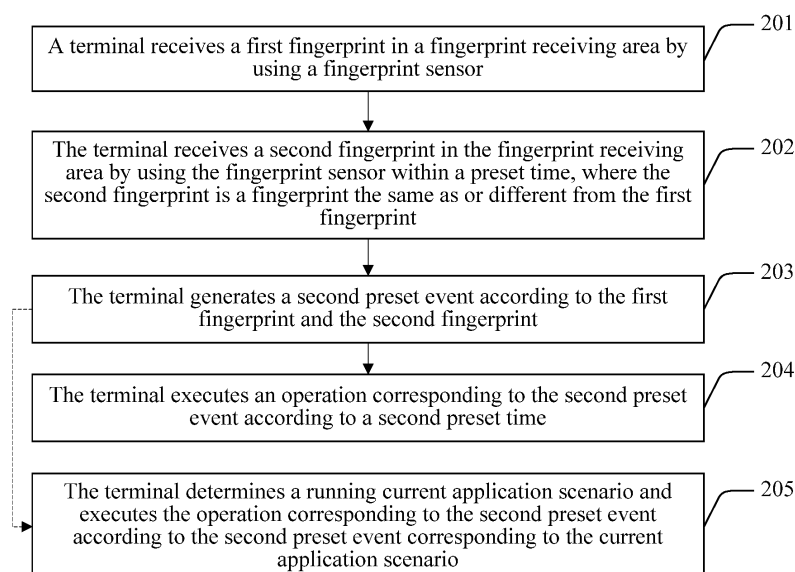 201
A terminal receives a first fingerprint in a fingerprint receiving area by
using a fingerprint sensor
202
The terminal receives a second fingerprint in the fingerprint receiving
area by using the fingerprint sensor within a preset time, where the
second fingerprint is a fingerprint the same as or different from the first
fingerprint
203
The terminal generates a second preset event according to the first
fingerprint and the second fingerprint
204
The terminal executes an operation corresponding to the second preset
event according to a second preset time
205
The terminal determines a running current application scenario and
executes the operation corresponding to the second preset event
according to the second preset event corresponding to the current
application scenario